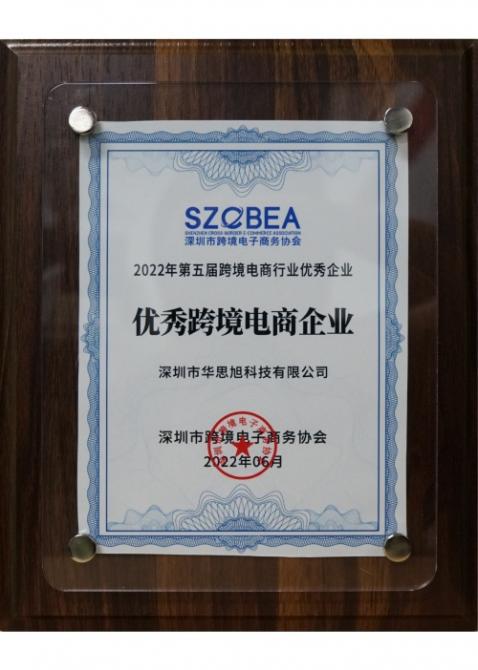 SZCBEA
SHENZHEN CROSS-BORDER E-COMMERCE ASSOCIATION
深圳市跨境电子商务协会
2022年第五届跨境电商行业优秀企业
优秀跨境电商企业
深圳市华思旭科技有限公司
深圳市跨境电子商务协会
2022年06月